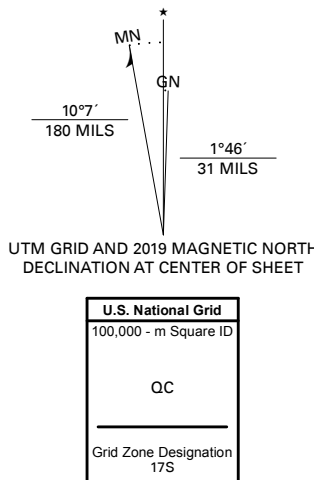 ★
MN
GN
10°7´
180 MILS
1°46´
31 MILS
UTM GRID AND 2019 MAGNETIC NORTH
DECLINATION AT CENTER OF SHEET
U.S. National Grid
100,000 - m Square ID
QC
Grid Zone Designation
17S